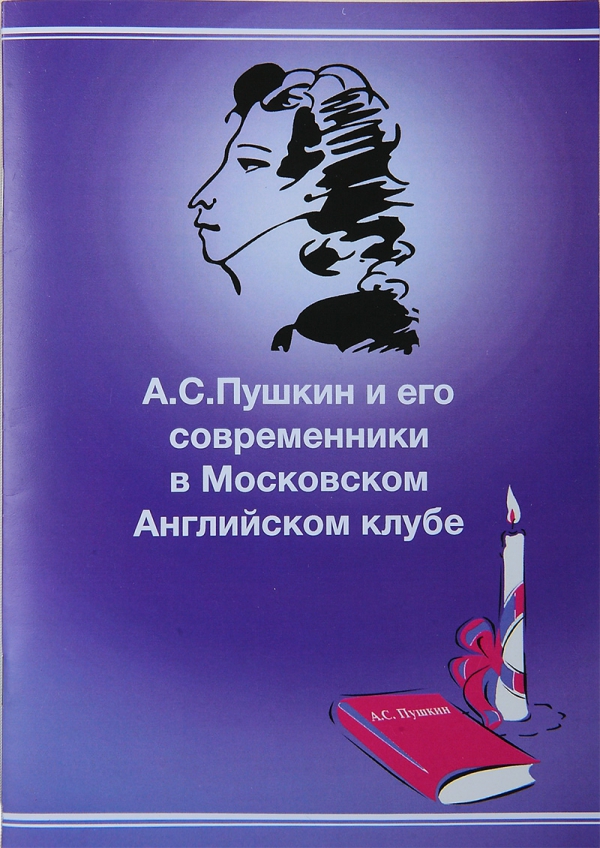 А.С.Пушкин и его
современники
в Московском
Английском клубе
А.С. Пушкин